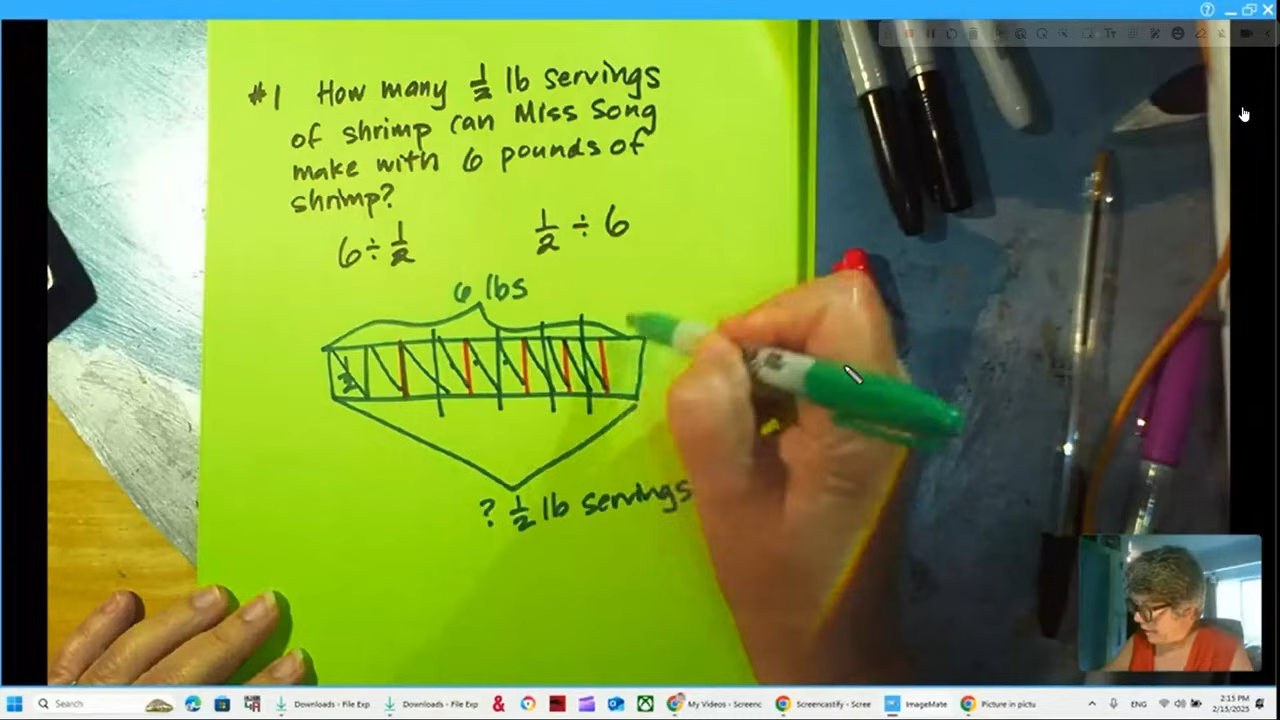 #1 How many 1/2 lb servings
of shrimp can Miss Song
make with 6 pounds of
shrimp?
6 ÷ 1/2
1/2 ÷ 6
6 lbs
? 1/2 lb servings
Search
Downloads - File Exp
Downloads - File Exp
My Videos - Screenc
Screencastify - Scree
ImageMate
Picture in pictu
ENG
2:15 PM
2/15/2025